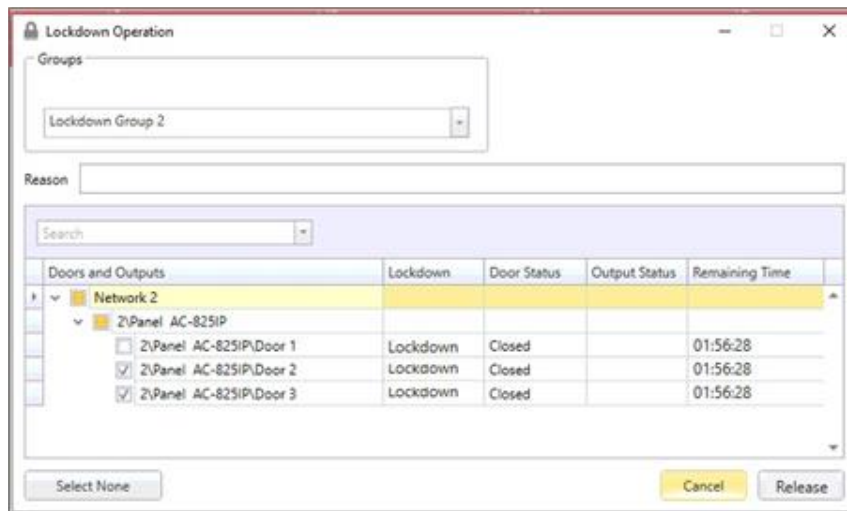 Lockdown Operation
Groups
Lockdown Group 2
Reason
Search
Doors and Outputs Lockdown Door Status Output Status Remaining Time
Network 2
2\Panel AC-825IP
2\Panel AC-825IP\Door 1 Lockdown Closed 01:56:28
2\Panel AC-825IP\Door 2 Lockdown Closed 01:56:28
2\Panel AC-825IP\Door 3 Lockdown Closed 01:56:28
Select None Cancel Release